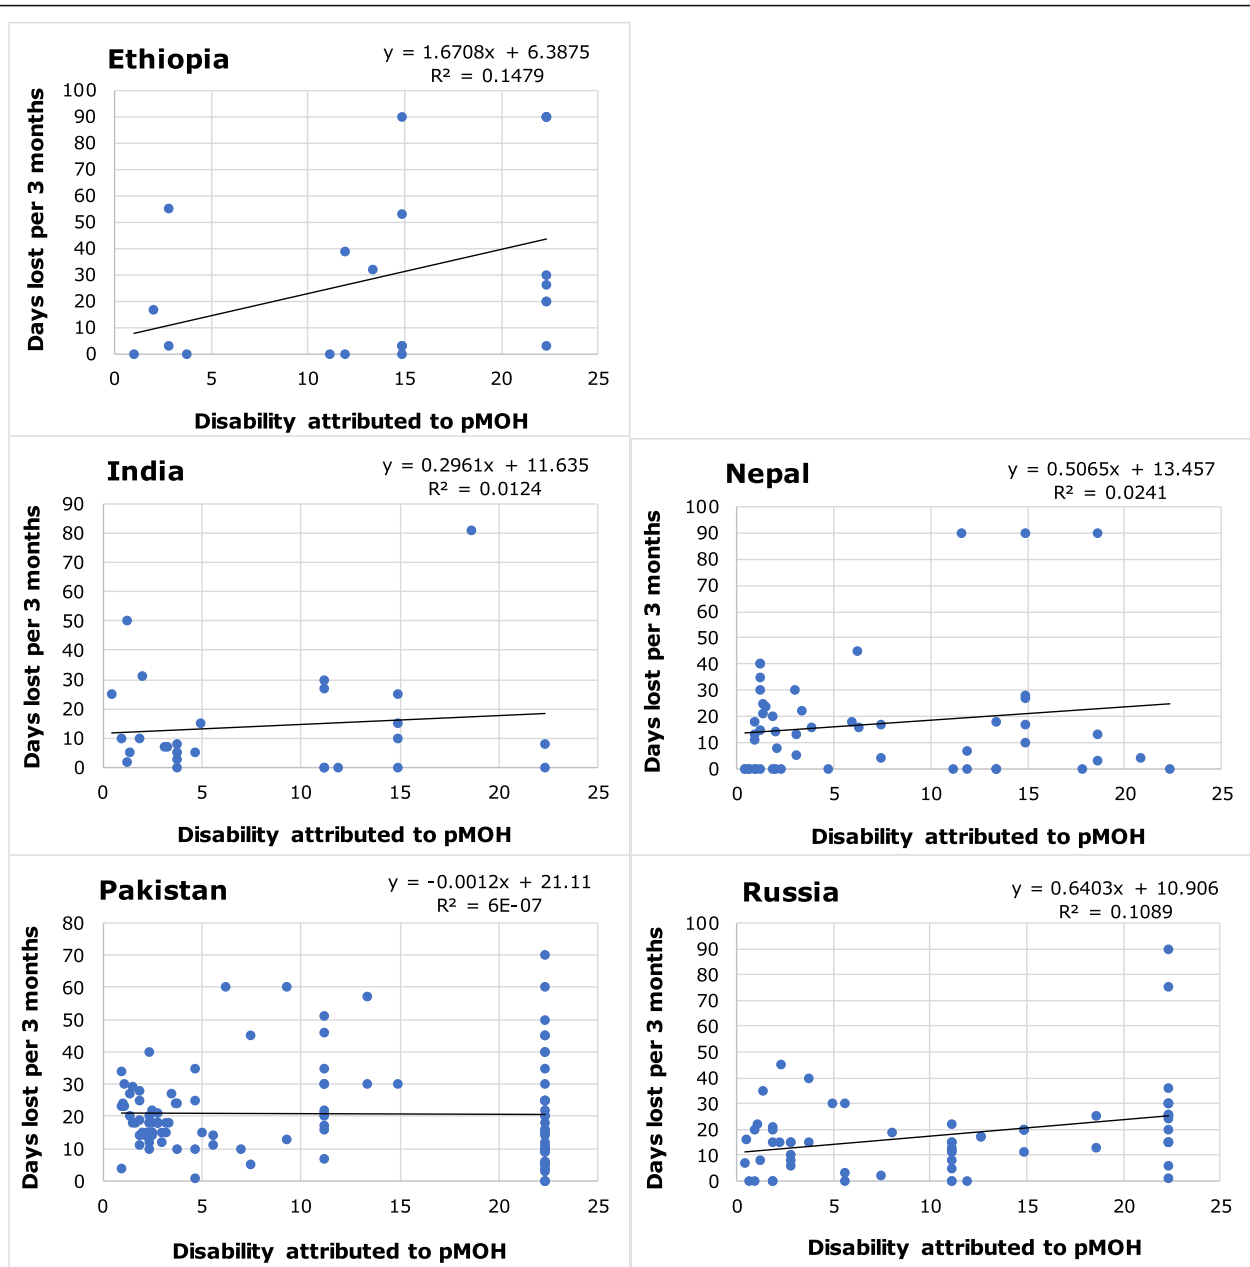 Ethiopia
y = 1.6708x + 6.3875
R² = 0.1479
Days lost per 3 months
100
90
80
70
60
50
40
30
20
10
0
0 5 10 15 20 25
Disability attributed to pMOH
India
y = 0.2961x + 11.635
R² = 0.0124
Days lost per 3 months
90
80
70
60
50
40
30
20
10
0
0 5 10 15 20 25
Disability attributed to pMOH
Nepal
y = 0.5065x + 13.457
R² = 0.0241
Days lost per 3 months
100
90
80
70
60
50
40
30
20
10
0
0 5 10 15 20 25
Disability attributed to pMOH
Pakistan
y = -0.0012x + 21.11
R² = 6E-07
Days lost per 3 months
80
70
60
50
40
30
20
10
0
0 5 10 15 20 25
Disability attributed to pMOH
Russia
y = 0.6403x + 10.906
R² = 0.1089
Days lost per 3 months
100
90
80
70
60
50
40
30
20
10
0
0 5 10 15 20 25
Disability attributed to pMOH